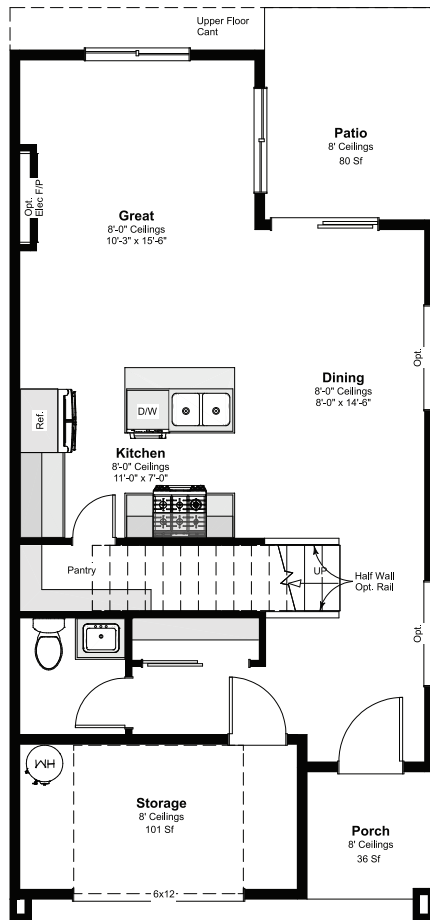 Upper Floor
Cant
Patio
8' Ceilings
80 Sf
Opt.
Elec F/P
Great
8'-0" Ceilings
10'-3" x 15'-6"
Opt.
Dining
8'-0" Ceilings
8'-0" x 14'-6"
Ref.
D/W
Kitchen
8'-0" Ceilings
11'-0" x 7'-0"
Pantry
UP
Half Wall
Opt. Rail
Opt.
HW
Storage
8' Ceilings
101 Sf
Porch
8' Ceilings
36 Sf
6x12